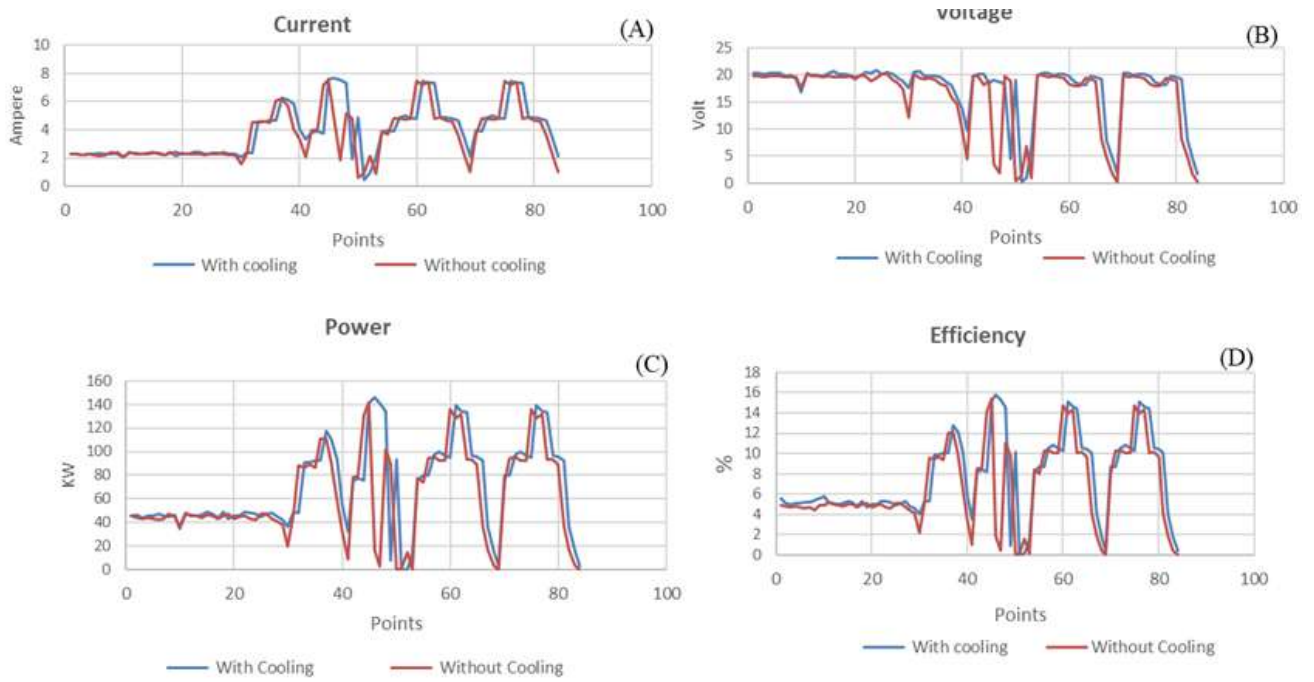 Current
(A)
10
8
6
4
2
0
Ampere
0 20 40 60 80 100
Points
With cooling Without cooling
Voltage
(B)
25
20
15
10
5
0
Volt
0 20 40 60 80 100
Points
With Cooling Without Cooling
Power
(C)
160
140
120
100
80
60
40
20
0
KW
0 20 40 60 80 100
Points
With Cooling Without Cooling
Efficiency
(D)
18
16
14
12
10
8
6
4
2
0
%
0 20 40 60 80 100
Points
With cooling Without Cooling